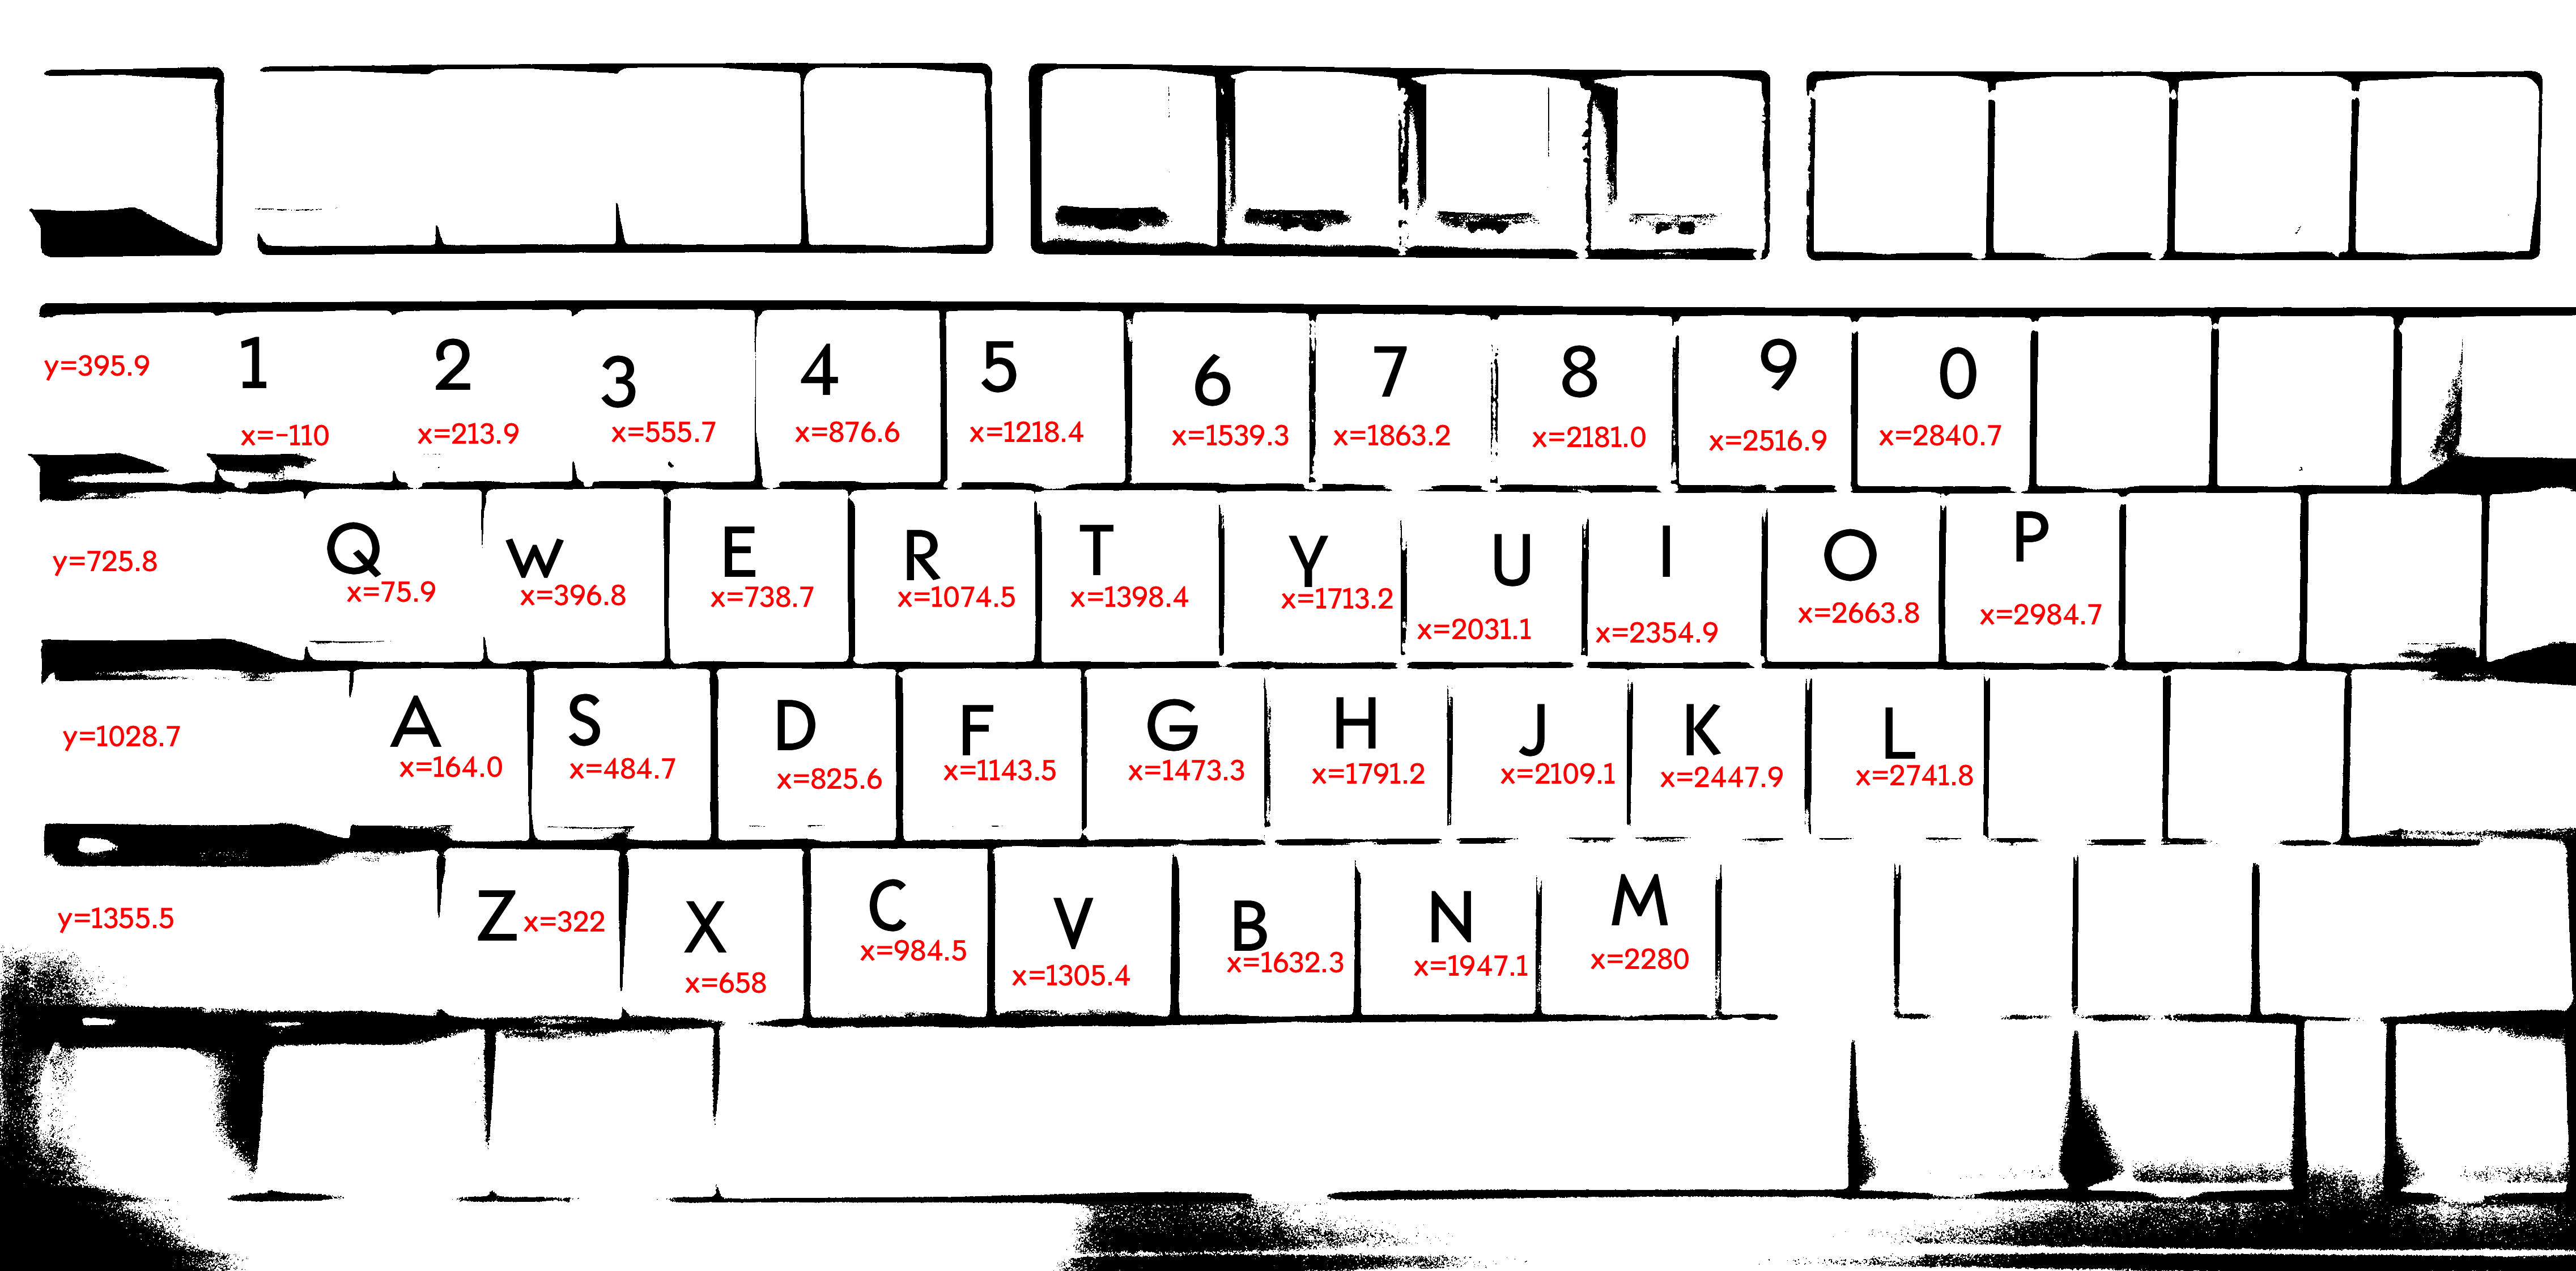 y=395.9 1 2 3 4 5 6 7 8 9 0
x=-110 x=213.9 x=555.7 x=876.6 x=1218.4 x=1539.3 x=1863.2 x=2181.0 x=2516.9 x=2840.7
y=725.8 Q W E R T Y U I O P
x=75.9 x=396.8 x=738.7 x=1074.5 x=1398.4 x=1713.2 x=2031.1 x=2354.9 x=2663.8 x=2984.7
y=1028.7 A S D F G H J K L
x=164.0 x=484.7 x=825.6 x=1143.5 x=1473.3 x=1791.2 x=2109.1 x=2447.9 x=2741.8
y=1355.5 Z X C V B N M
x=322 x=658 x=984.5 x=1305.4 x=1632.3 x=1947.1 x=2280